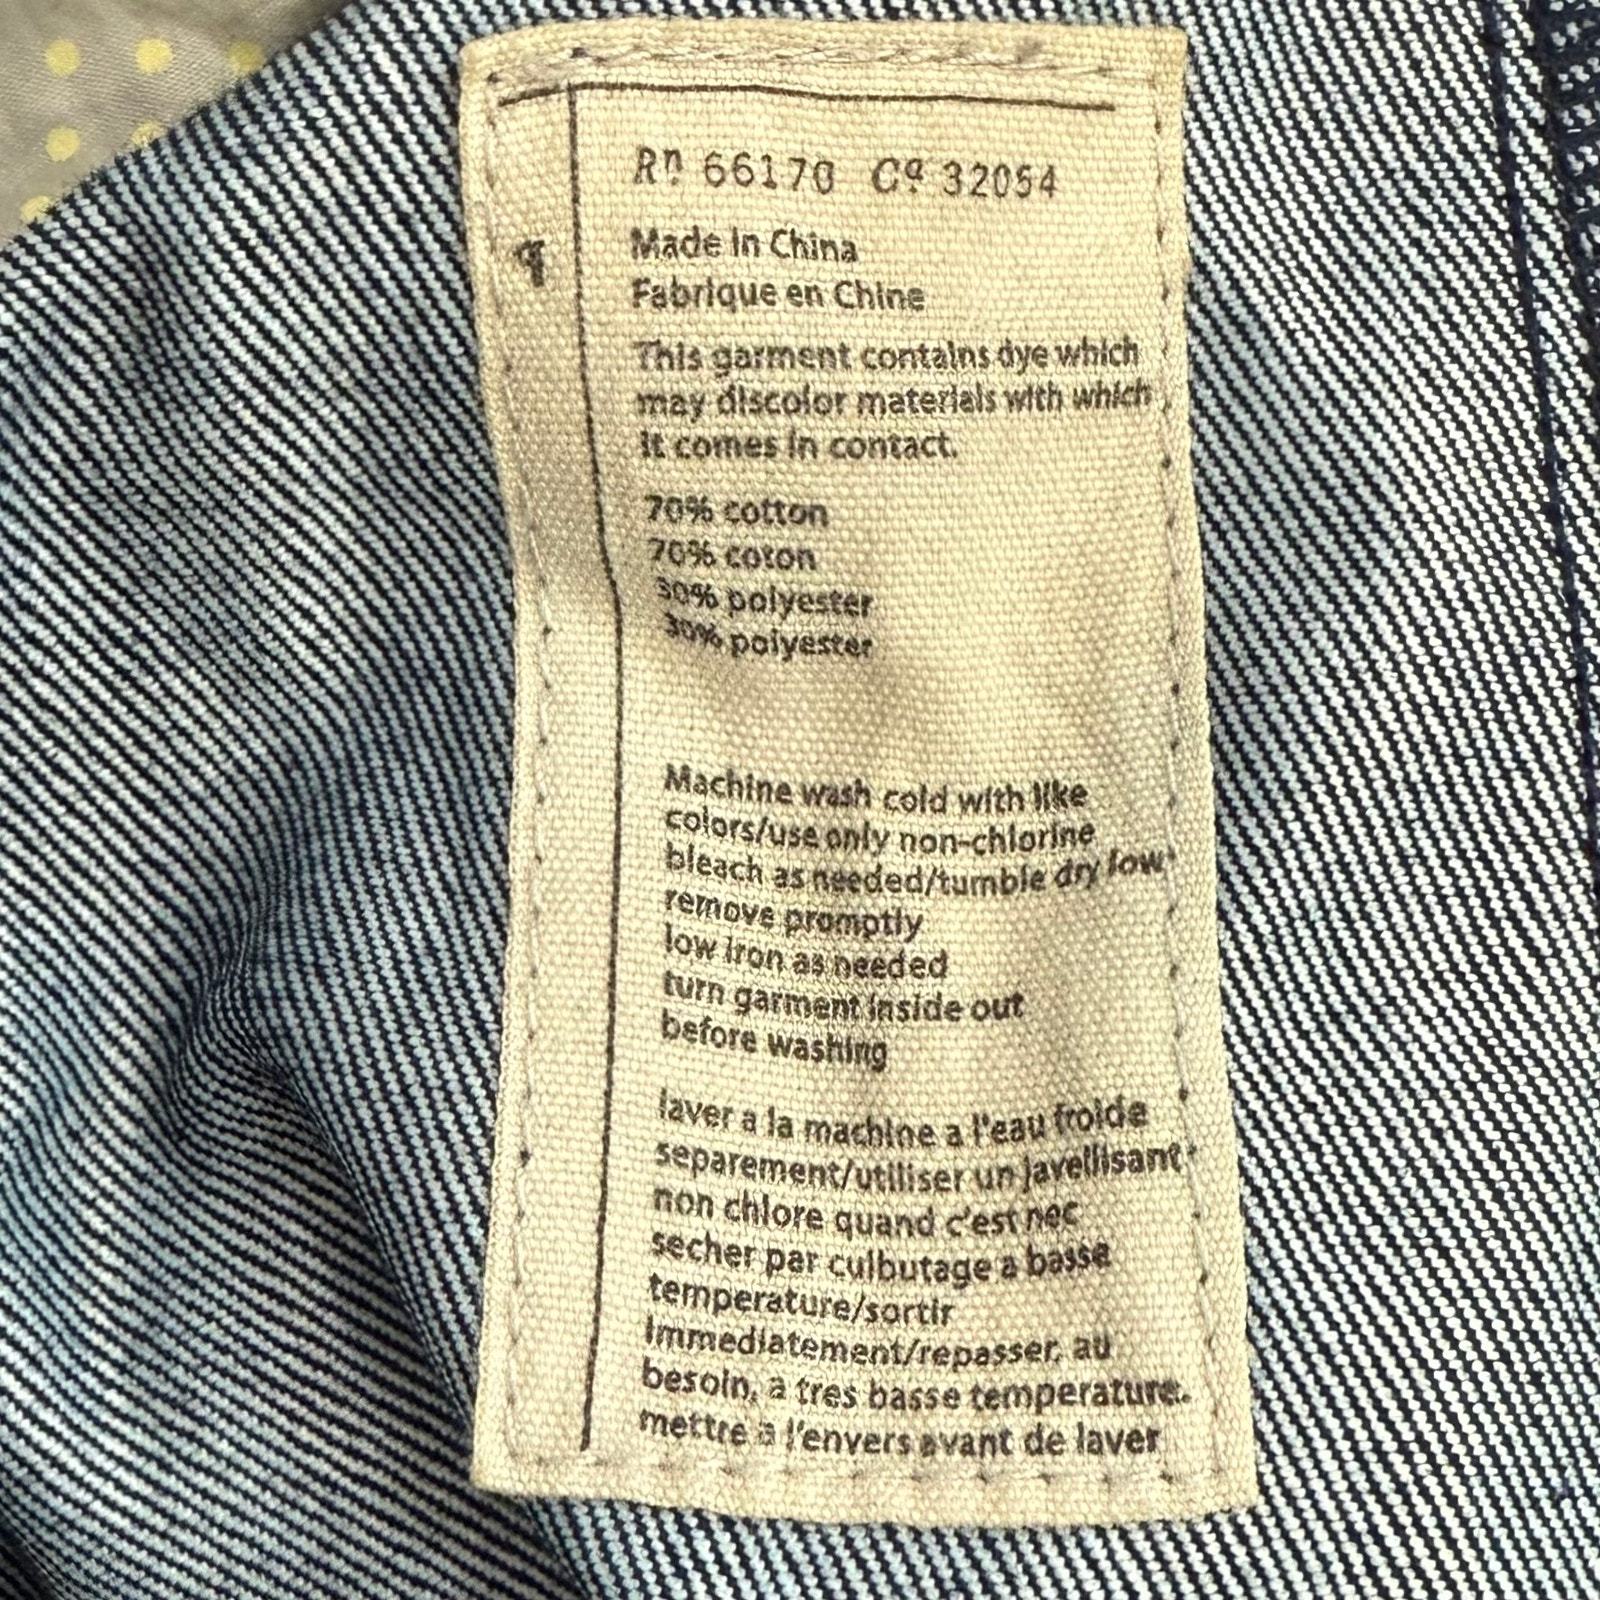 Rn 66170 Ca 32054
Made in China
Fabrique en Chine
This garment contains dye which
may discolor materials with which
it comes in contact.
70% cotton
70% coton
30% polyester
30% polyester
Machine wash cold with like
colors/use only non-chlorine
bleach as needed/tumble dry low
remove promptly
low iron as needed
turn garment inside out
before washing
laver a la machine a l'eau froide
separement/utiliser un javellisant
non chlore quand c'est nec
secher par culbutage a basse
temperature/sortir
immediatement/repasser, au
besoin, a tres basse temperature.
mettre a l'envers avant de laver